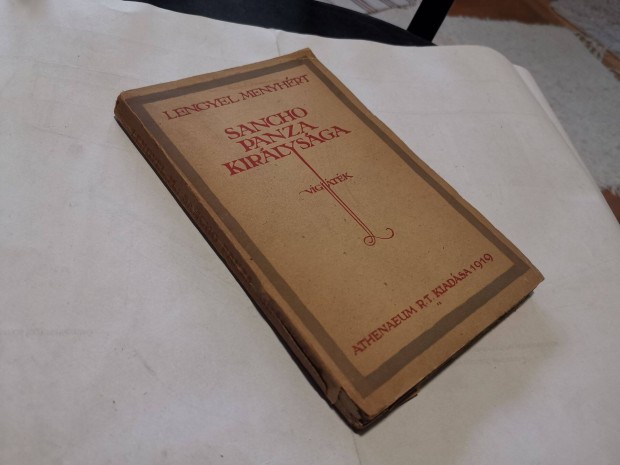 LENGYEL MENYHÉRT
SANCHO
PANZA
KIRÁLYSÁGA
VÍGJÁTÉK
ATHENAEUM R.T. KIADÁSA 1919